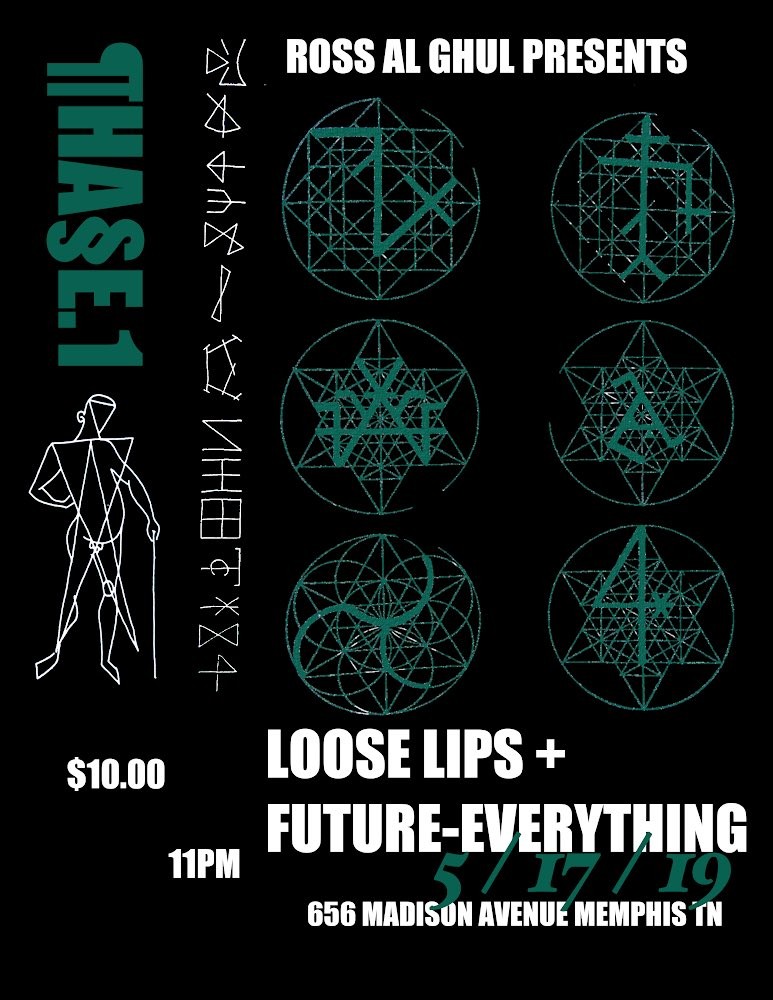 ROSS AL GHUL PRESENTS
¶HA§E.1
LOOSE LIPS +
FUTURE-EVERYTHING
$10.00
11PM
5/17/19
656 MADISON AVENUE MEMPHIS TN